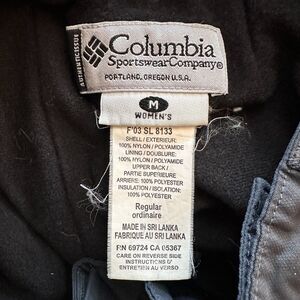 AUTHENTIC ISSUE
Columbia
Sportswear Company®
PORTLAND, OREGON U.S.A.
M
WOMEN'S
F'03 SL 8133
SHELL / EXTERIEUR:
100% NYLON / POLYAMIDE
LINING / DOUBLURE:
100% NYLON / POLYAMIDE
UPPER BACK /
PARTIE SUPERIEURE
ARRIERE: 100% POLYESTER
INSULATION / ISOLATION:
100% POLYESTER
Regular
ordinaire
MADE IN SRI LANKA
FABRIQUE AU SRI LANKA
RN 69724 CA 05367
CARE ON REVERSE SIDE
INSTRUCTIONS D'
ENTRETIEN AU VERSO